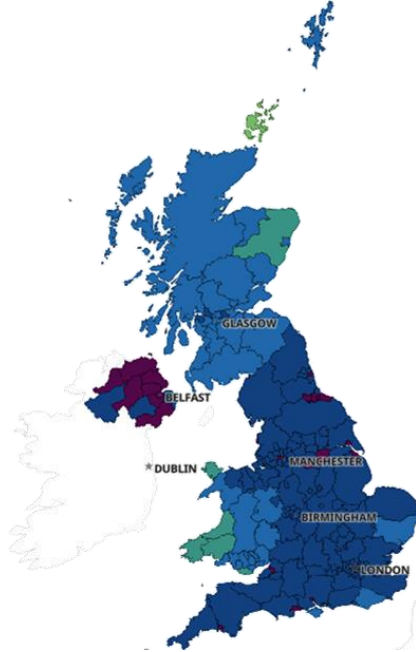 GLASGOW
BELFAST
DUBLIN
MANCHESTER
BIRMINGHAM
LONDON